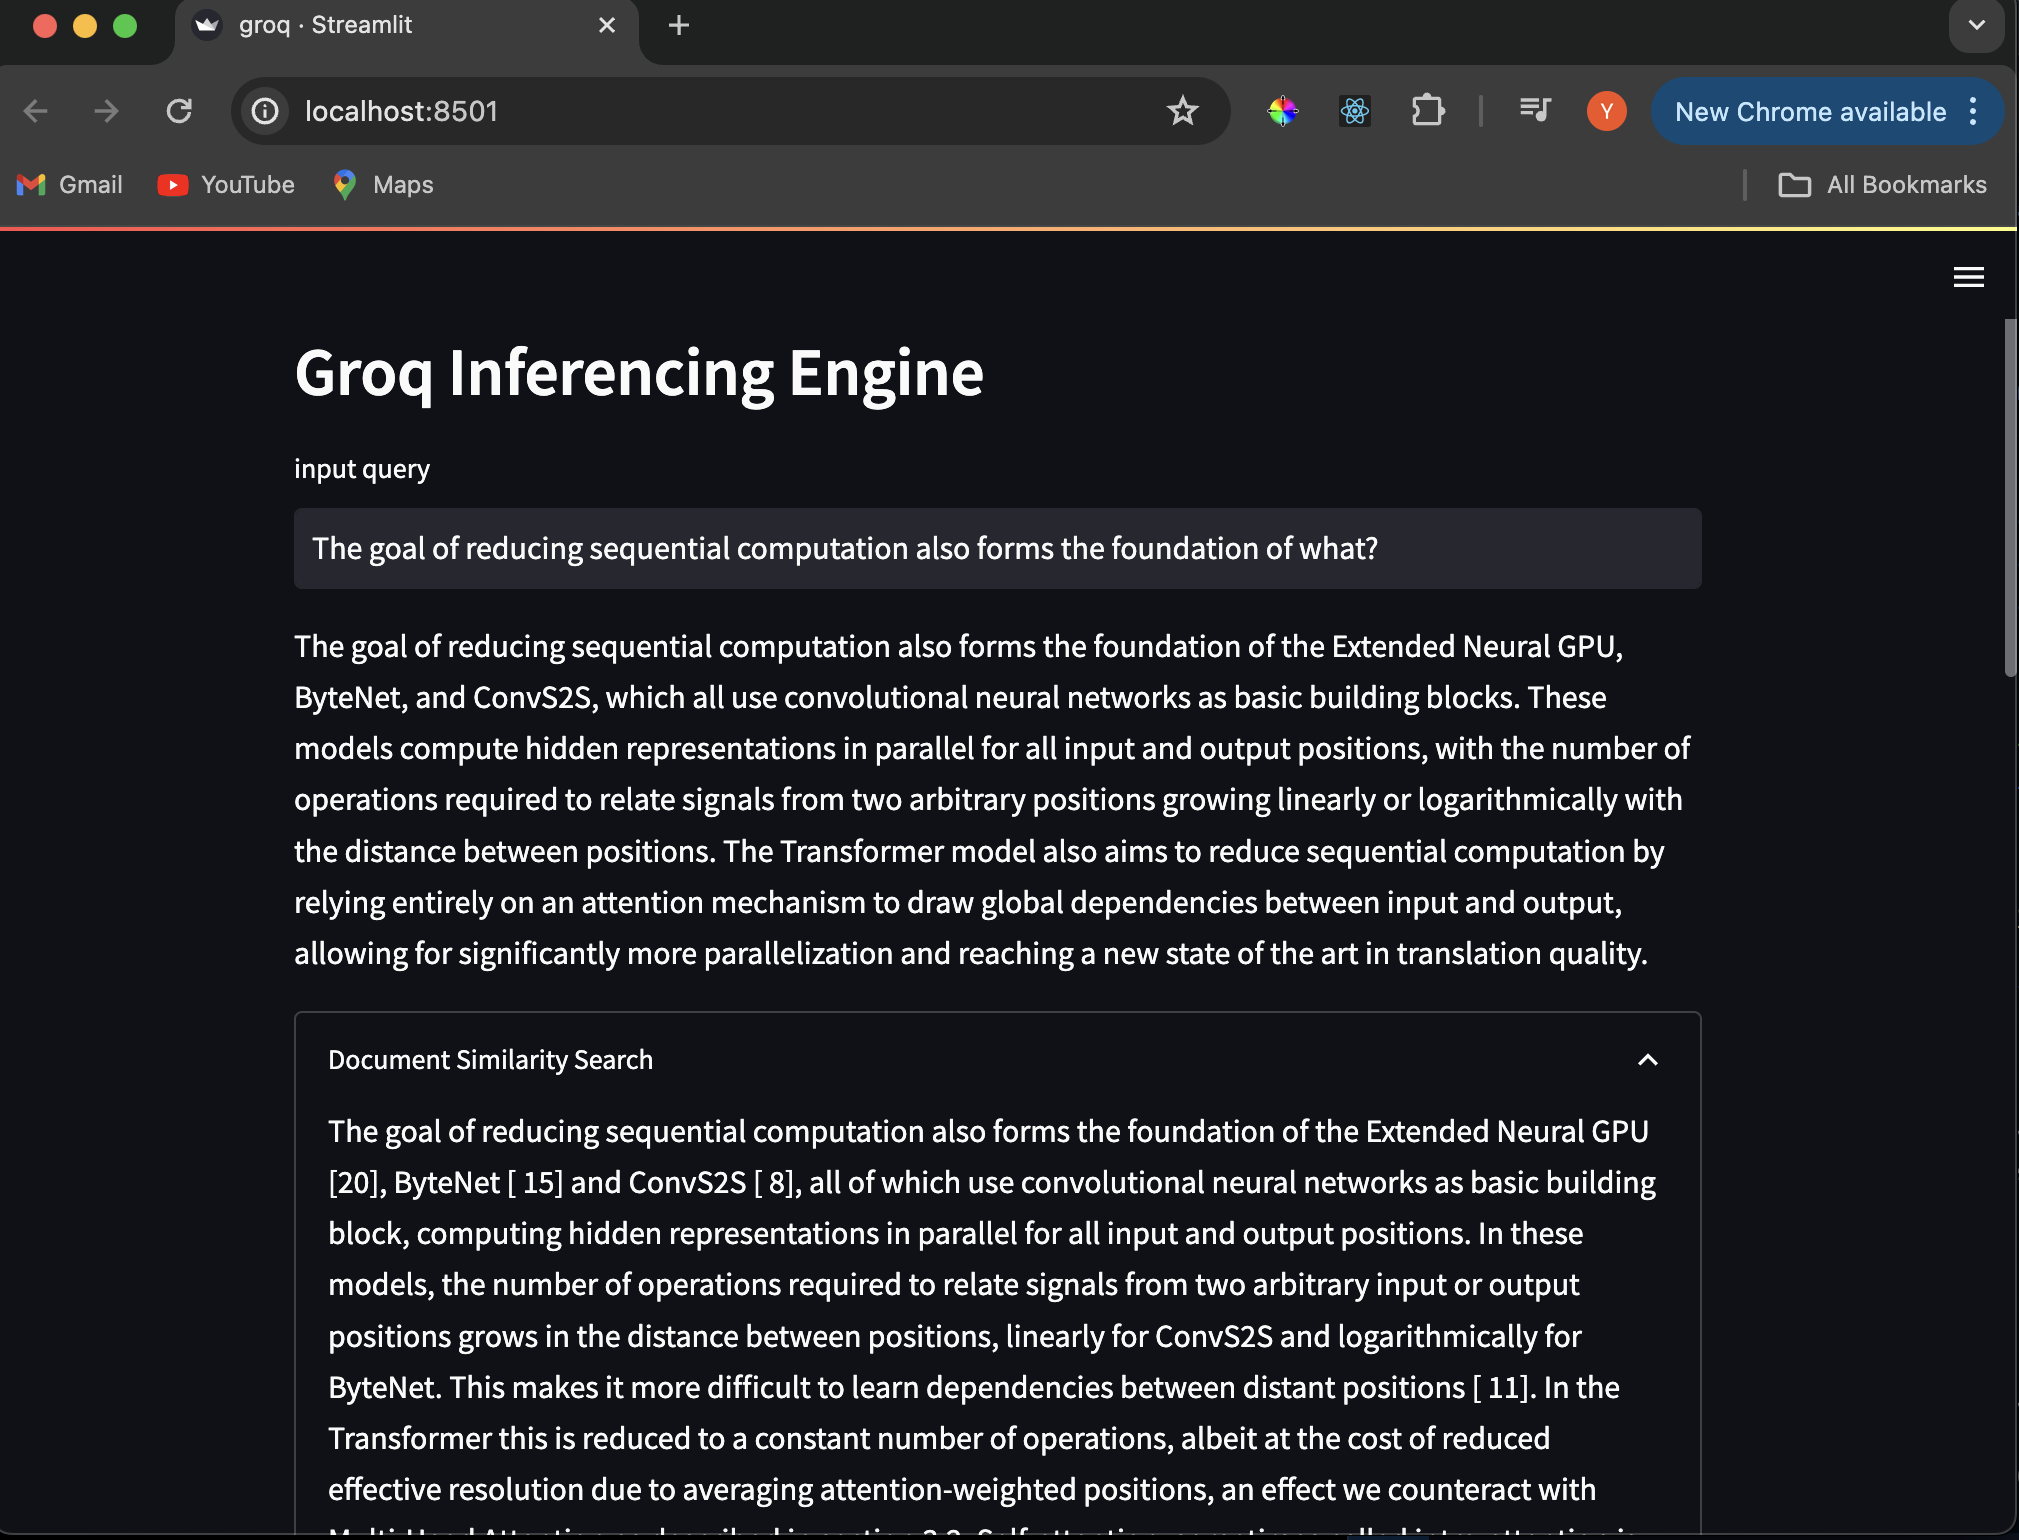 groq · Streamlit
localhost:8501
Y
New Chrome available
Gmail
YouTube
Maps
All Bookmarks
Groq Inferencing Engine
input query
The goal of reducing sequential computation also forms the foundation of what?
The goal of reducing sequential computation also forms the foundation of the Extended Neural GPU,
ByteNet, and ConvS2S, which all use convolutional neural networks as basic building blocks. These
models compute hidden representations in parallel for all input and output positions, with the number of
operations required to relate signals from two arbitrary positions growing linearly or logarithmically with
the distance between positions. The Transformer model also aims to reduce sequential computation by
relying entirely on an attention mechanism to draw global dependencies between input and output,
allowing for significantly more parallelization and reaching a new state of the art in translation quality.
Document Similarity Search
The goal of reducing sequential computation also forms the foundation of the Extended Neural GPU
[20], ByteNet [ 15] and ConvS2S [ 8], all of which use convolutional neural networks as basic building
block, computing hidden representations in parallel for all input and output positions. In these
models, the number of operations required to relate signals from two arbitrary input or output
positions grows in the distance between positions, linearly for ConvS2S and logarithmically for
ByteNet. This makes it more difficult to learn dependencies between distant positions [ 11]. In the
Transformer this is reduced to a constant number of operations, albeit at the cost of reduced
effective resolution due to averaging attention-weighted positions, an effect we counteract with